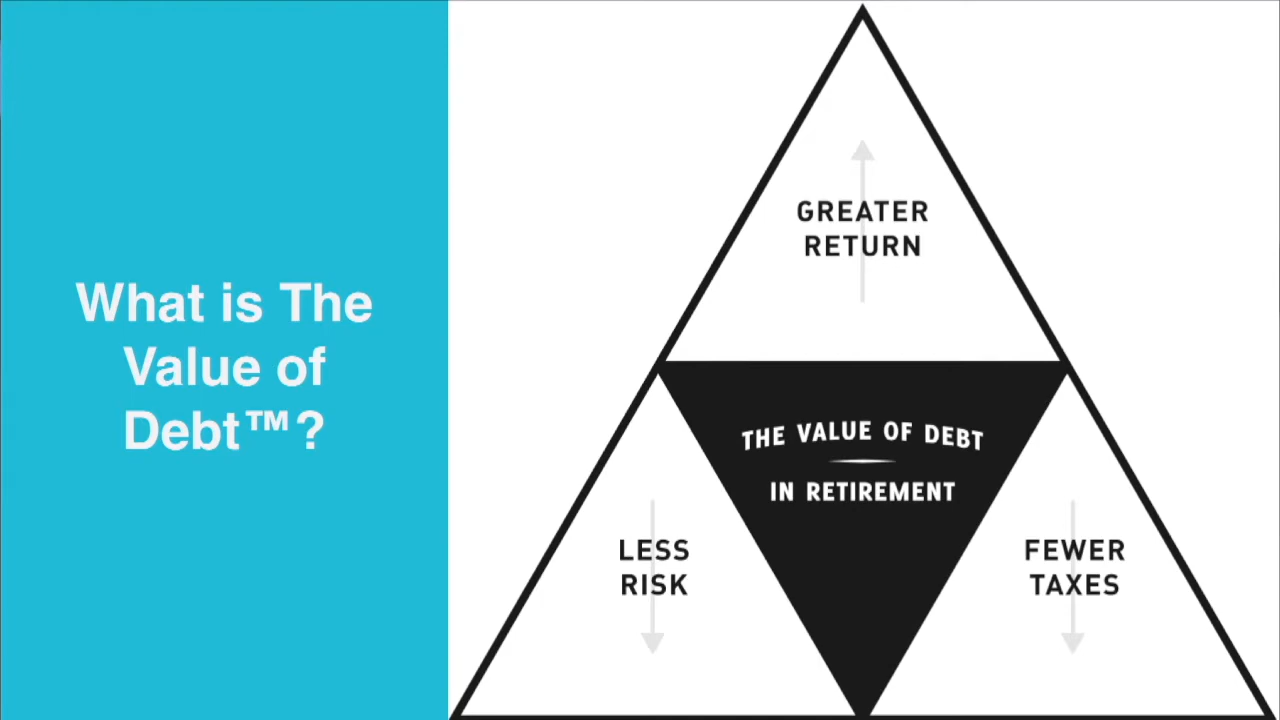 What is The
Value of
Debt™?
GREATER
RETURN
THE VALUE OF DEBT
IN RETIREMENT
LESS
RISK
FEWER
TAXES